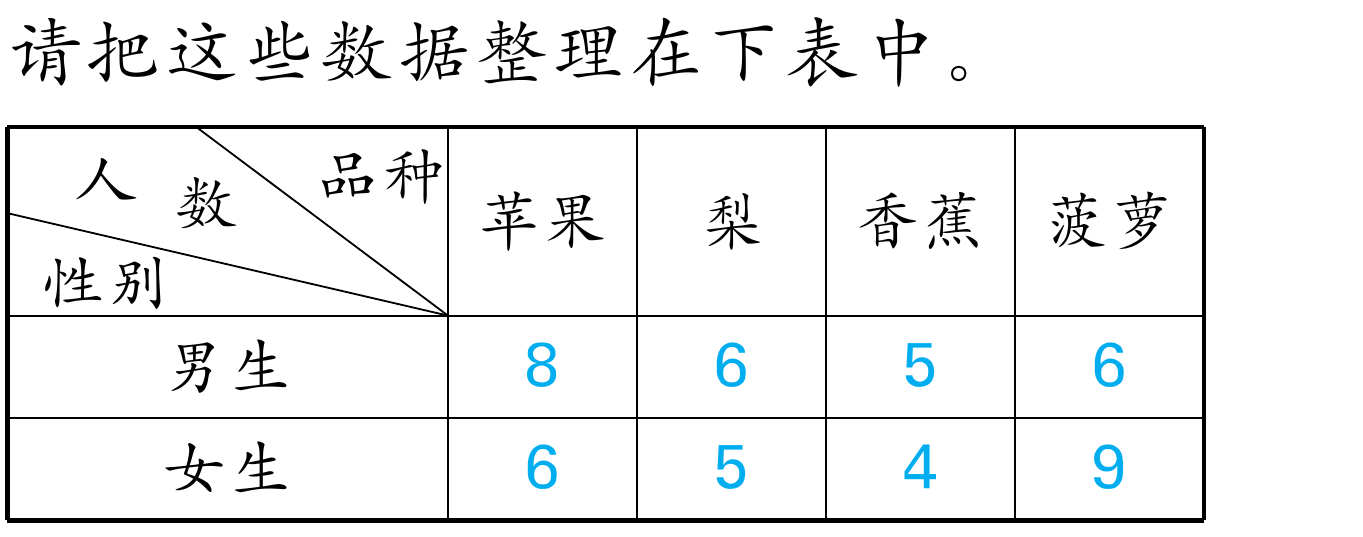 请把这些数据整理在下表中。
人数 品种 性别 苹果 梨 香蕉 菠萝
男生 8 6 5 6
女生 6 5 4 9